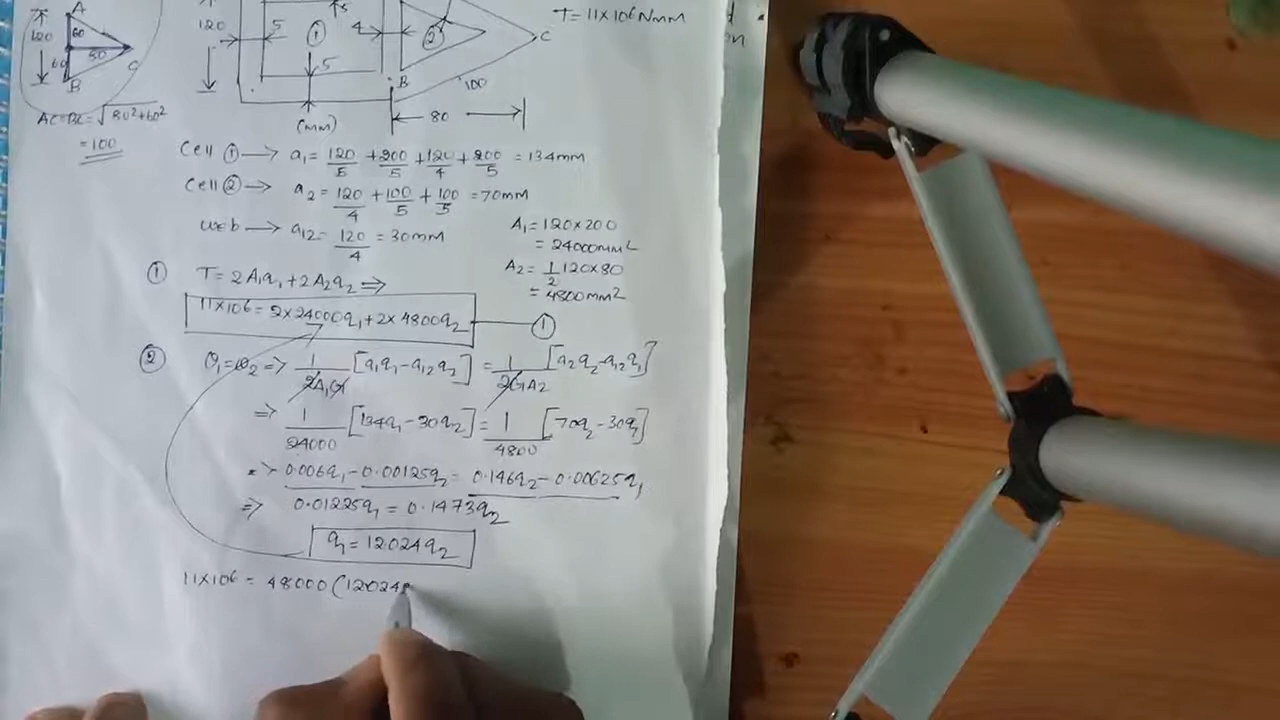 A
120
60
80
C
60
B
AC=BC=√80²+60²
=100
120
5
5
1
4
2
C
5
B
100
80
(MM)
T=11×106Nmm
Cell ① → a1= 120/5 +200/5 +120/4 +200/5 =134mm
Cell ② → a2= 120/4 +100/5 +100/5 =70mm
web → a12= 120/4 =30mm
A1=120×200
=24000mm²
A2= 1/2 120×80
=4800mm²
① T=2A1q1+2A2q2 ⇒
11×106=2×24000q1+2×4800q2 ①
② θ1=θ2 ⇒ 1/2A1G [a1q1-a12q2] = 1/2GA2 [a2q2-a12q1]
⇒ 1/24000 [134q1-30q2] = 1/4800 [70q2-30q1]
⇒ 0.006q1-0.00125q2=0.146q2-0.00625q1
⇒ 0.01225q1=0.1473q2
q1=12.024q2
11×106 = 48000(12.024